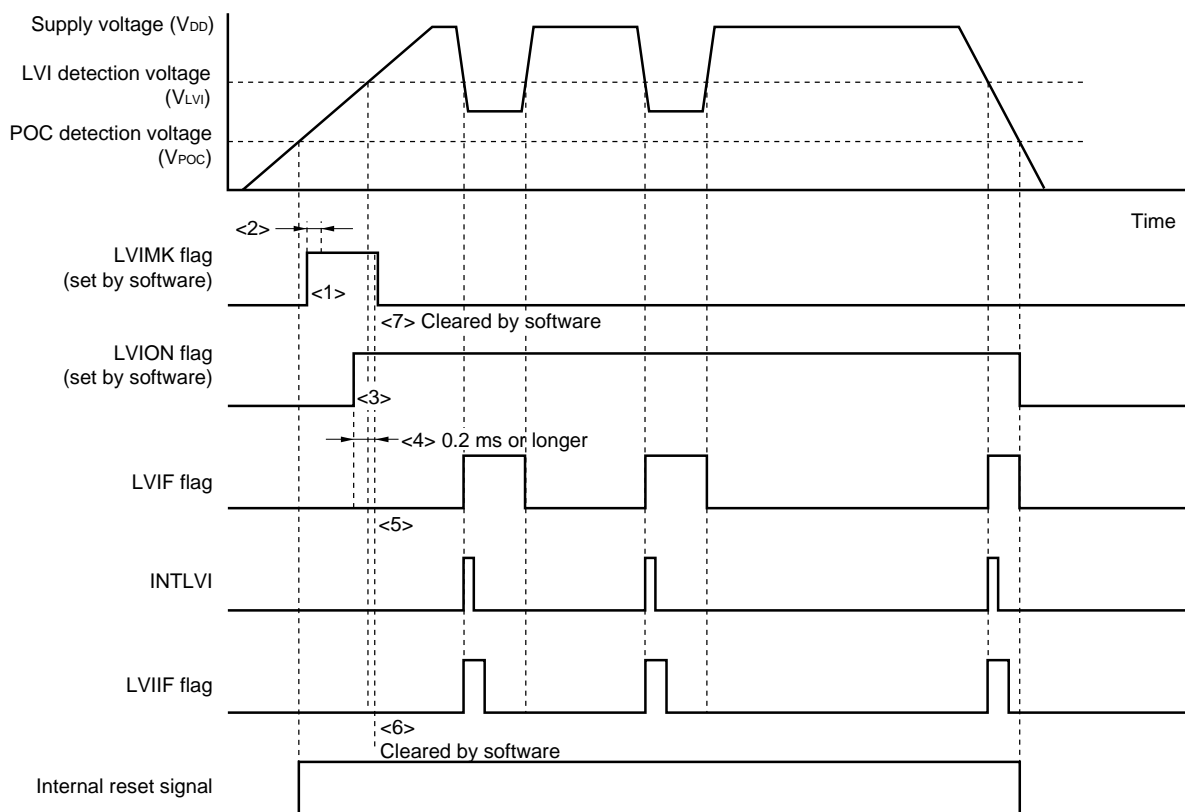 Supply voltage (VDD)
LVI detection voltage
(VLVI)
POC detection voltage
(VPOC)
Time
<2>
LVIMK flag
(set by software)
<1>
<7> Cleared by software
LVION flag
(set by software)
<3>
<4> 0.2 ms or longer
LVIF flag
<5>
INTLVI
LVIIF flag
<6>
Cleared by software
Internal reset signal